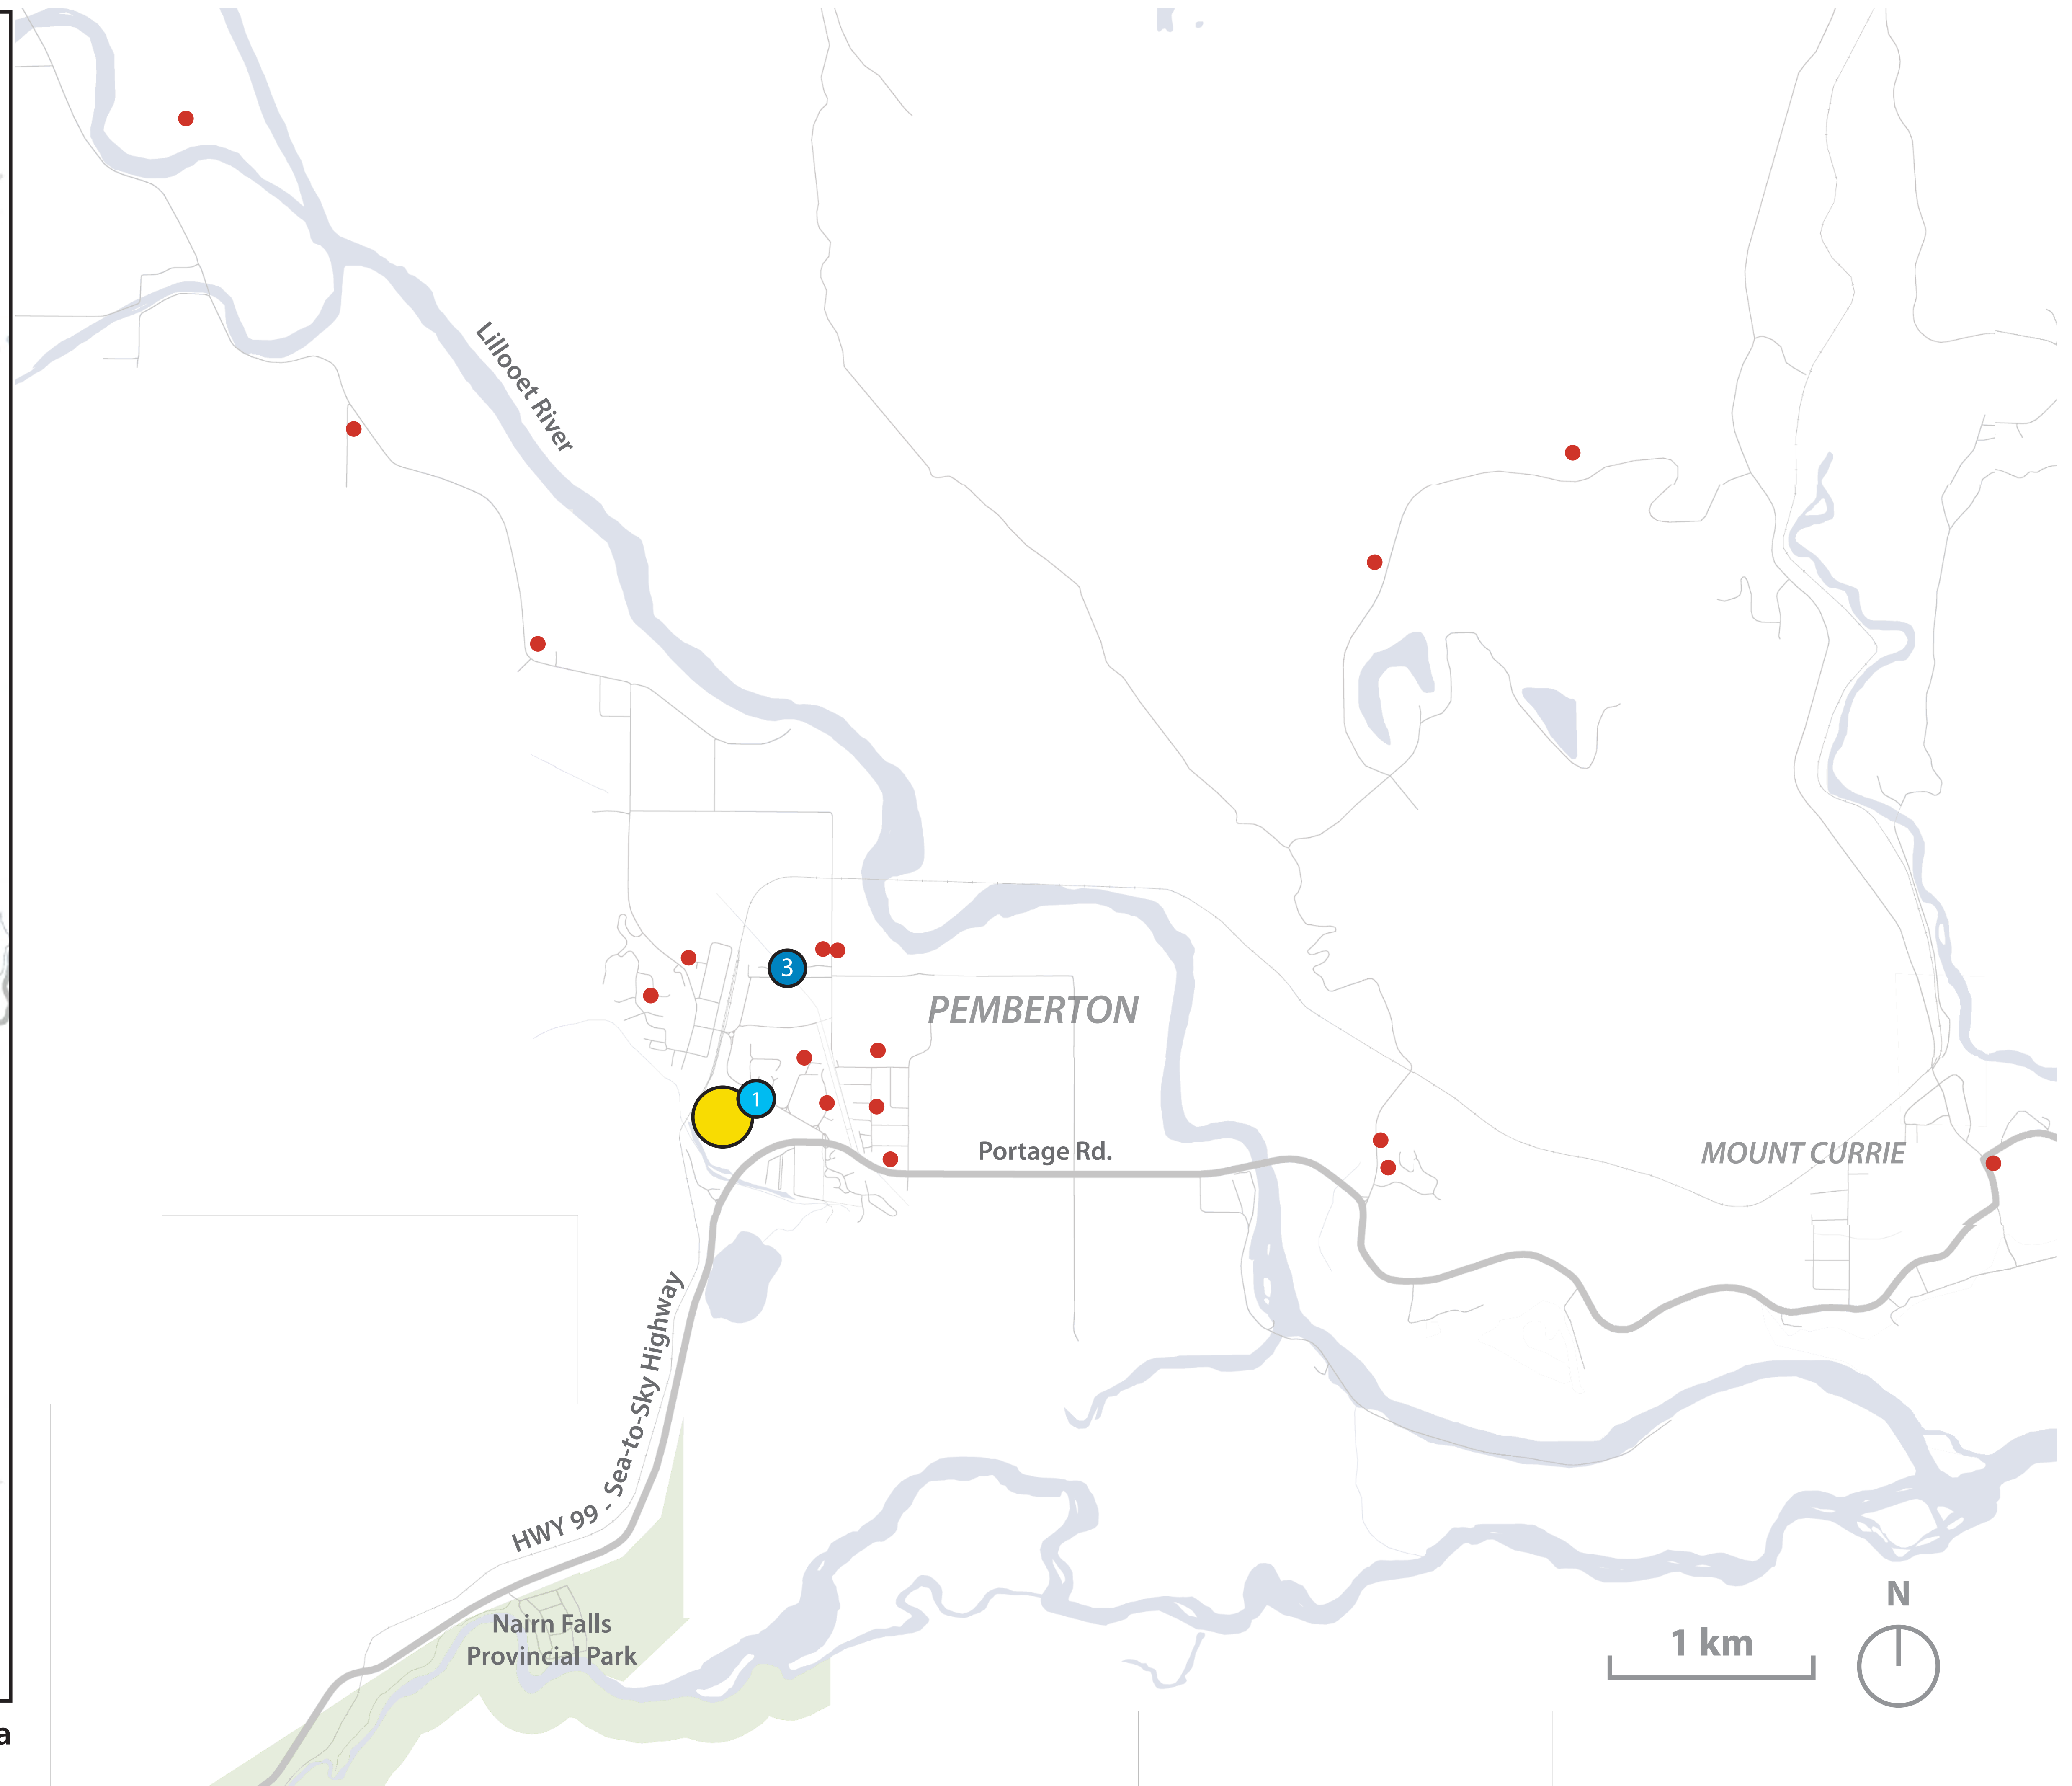 Lillooet River
3
PEMBERTON
1
Portage Rd.
MOUNT CURRIE
HWY 99 - Sea-to-Sky Highway
N
Nairn Falls
Provincial Park
1 km
a